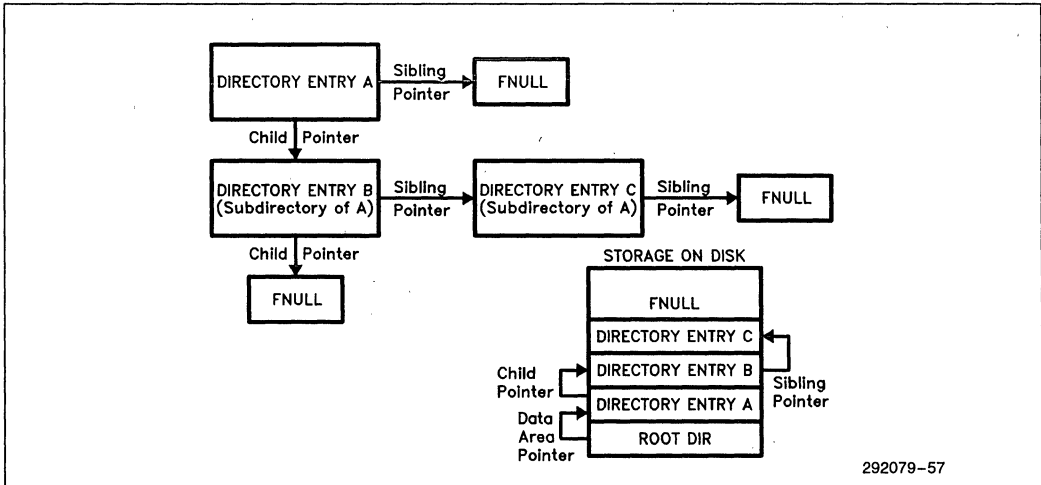 DIRECTORY ENTRY A
Sibling
Pointer
FNULL
Child Pointer
DIRECTORY ENTRY B
(Subdirectory of A)
Sibling
Pointer
DIRECTORY ENTRY C
(Subdirectory of A)
Sibling
Pointer
FNULL
Child Pointer
FNULL
STORAGE ON DISK
FNULL
DIRECTORY ENTRY C
DIRECTORY ENTRY B
DIRECTORY ENTRY A
ROOT DIR
Child
Pointer
Data
Area
Pointer
Sibling
Pointer
292079-57